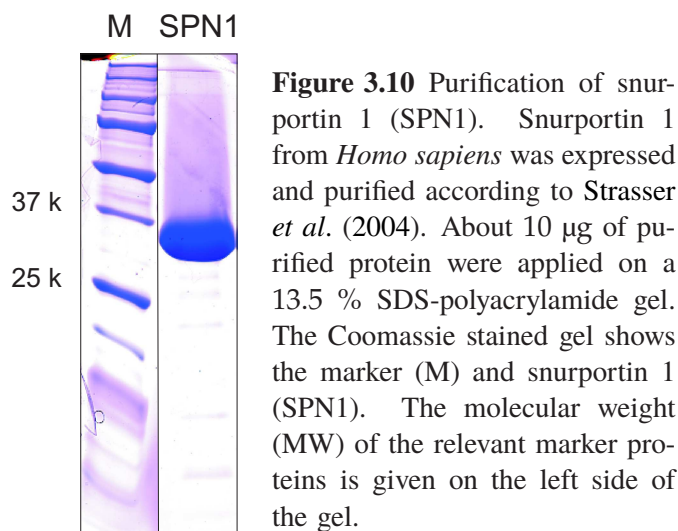 M SPN1
37 k
25 k
Figure 3.10 Purification of snur-
portin 1 (SPN1). Snurportin 1
from Homo sapiens was expressed
and purified according to Strasser
et al. (2004). About 10 µg of pu-
rified protein were applied on a
13.5 % SDS-polyacrylamide gel.
The Coomassie stained gel shows
the marker (M) and snurportin 1
(SPN1). The molecular weight
(MW) of the relevant marker pro-
teins is given on the left side of
the gel.